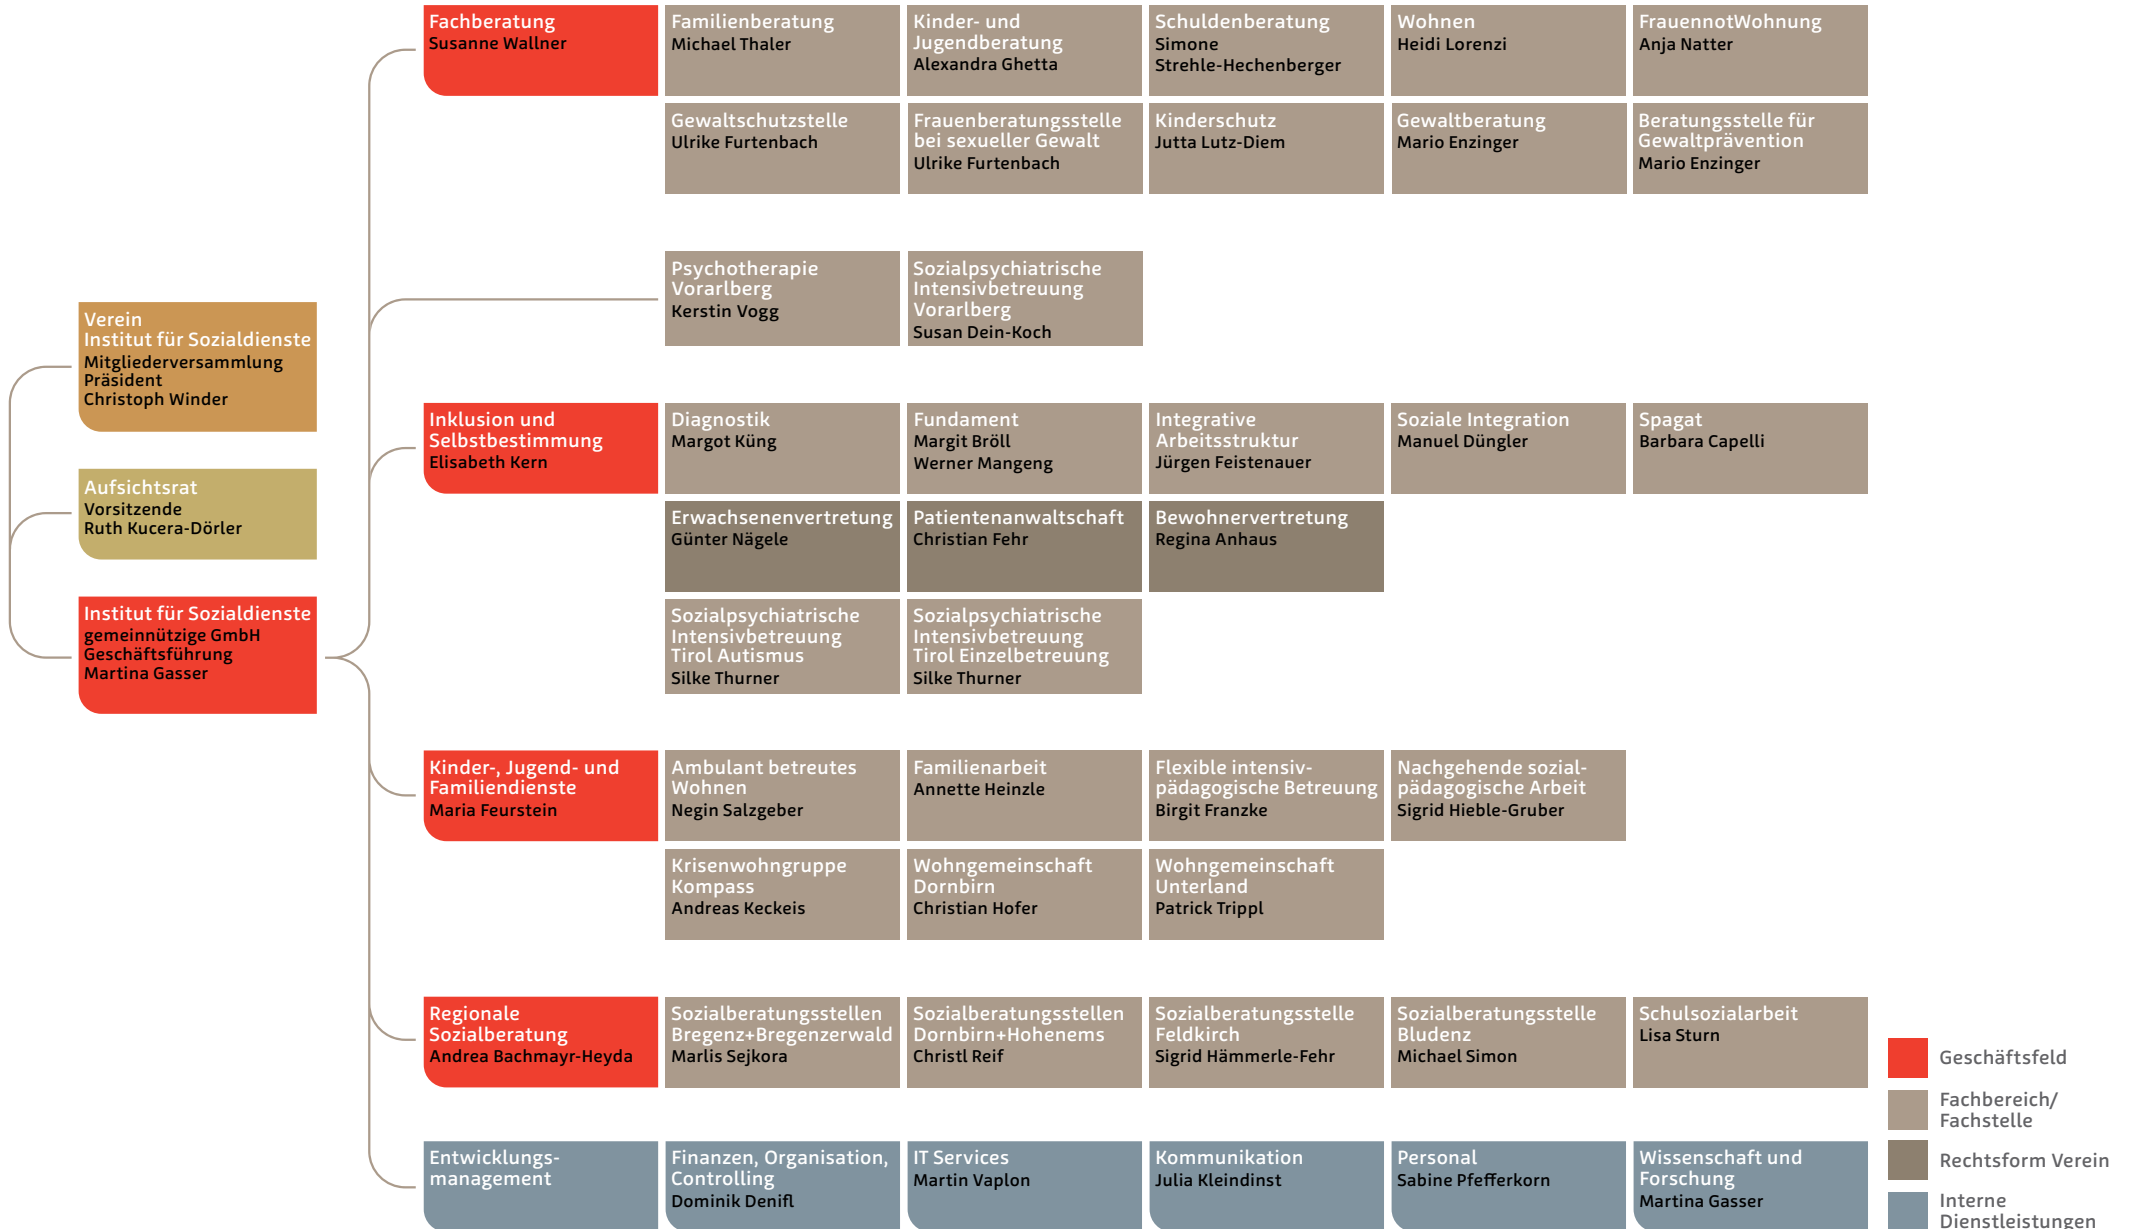 Verein
Institut für Sozialdienste
Mitgliederversammlung
Präsident
Christoph Winder
Aufsichtsrat
Vorsitzende
Ruth Kucera-Dörler
Institut für Sozialdienste
gemeinnützige GmbH
Geschäftsführung
Martina Gasser
Fachberatung
Susanne Wallner
Familienberatung
Michael Thaler
Kinder- und
Jugendberatung
Alexandra Ghetta
Schuldenberatung
Simone
Strehle-Hechenberger
Wohnen
Heidi Lorenzi
FrauennotWohnung
Anja Natter
Gewaltschutzstelle
Ulrike Furtenbach
Frauenberatungsstelle
bei sexueller Gewalt
Ulrike Furtenbach
Kinderschutz
Jutta Lutz-Diem
Gewaltberatung
Mario Enzinger
Beratungsstelle für
Gewaltprävention
Mario Enzinger
Psychotherapie
Vorarlberg
Kerstin Vogg
Sozialpsychiatrische
Intensivbetreuung
Vorarlberg
Susan Dein-Koch
Inklusion und
Selbstbestimmung
Elisabeth Kern
Diagnostik
Margot Küng
Fundament
Margit Bröll
Werner Mangeng
Integrative
Arbeitsstruktur
Jürgen Feistenauer
Soziale Integration
Manuel Düngler
Spagat
Barbara Capelli
Erwachsenenvertretung
Günter Nägele
Patientenanwaltschaft
Christian Fehr
Bewohnervertretung
Regina Anhaus
Sozialpsychiatrische
Intensivbetreuung
Tirol Autismus
Silke Thurner
Sozialpsychiatrische
Intensivbetreuung
Tirol Einzelbetreuung
Silke Thurner
Kinder-, Jugend- und
Familiendienste
Maria Feurstein
Ambulant betreutes
Wohnen
Negin Salzgeber
Familienarbeit
Annette Heinzle
Flexible intensiv-
pädagogische Betreuung
Birgit Franzke
Nachgehende sozial-
pädagogische Arbeit
Sigrid Hieble-Gruber
Krisenwohngruppe
Kompass
Andreas Keckeis
Wohngemeinschaft
Dornbirn
Christian Hofer
Wohngemeinschaft
Unterland
Patrick Trippl
Regionale
Sozialberatung
Andrea Bachmayr-Heyda
Sozialberatungsstellen
Bregenz+Bregenzerwald
Marlis Sejkora
Sozialberatungsstellen
Dornbirn+Hohenems
Christl Reif
Sozialberatungsstelle
Feldkirch
Sigrid Hämmerle-Fehr
Sozialberatungsstelle
Bludenz
Michael Simon
Schulsozialarbeit
Lisa Sturn
Entwicklungs-
management
Finanzen, Organisation,
Controlling
Dominik Denifl
IT Services
Martin Vaplon
Kommunikation
Julia Kleindinst
Personal
Sabine Pfefferkorn
Wissenschaft und
Forschung
Martina Gasser
Geschäftsfeld
Fachbereich/
Fachstelle
Rechtsform Verein
Interne
Dienstleistungen